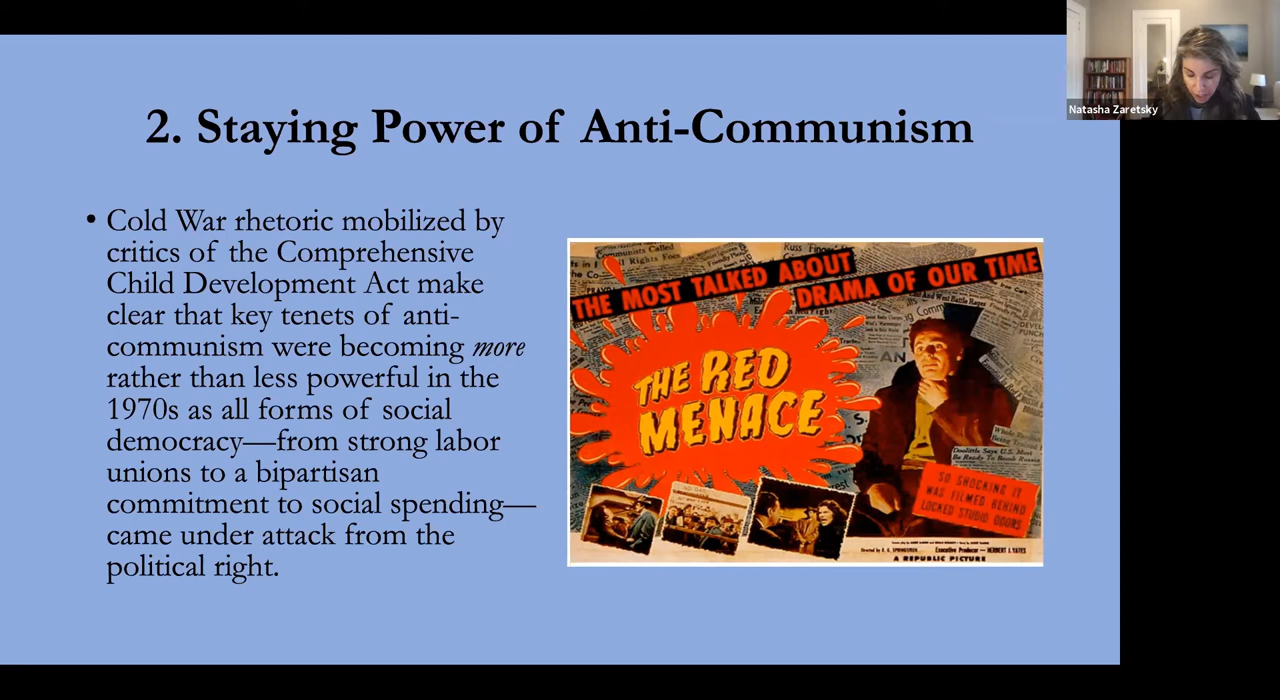 Natasha Zaretsky
2. Staying Power of Anti-Communism
• Cold War rhetoric mobilized by
critics of the Comprehensive
Child Development Act make
clear that key tenets of anti-
communism were becoming more
rather than less powerful in the
1970s as all forms of social
democracy—from strong labor
unions to a bipartisan
commitment to social spending—
came under attack from the
political right.
THE MOST TALKED ABOUT
DRAMA OF OUR TIME
THE RED
MENACE
SO SHOCKING IT
WAS FILMED BEHIND
LOCKED STUDIO DOORS
Executive Producer — HERBERT J. YATES
A REPUBLIC PICTURE